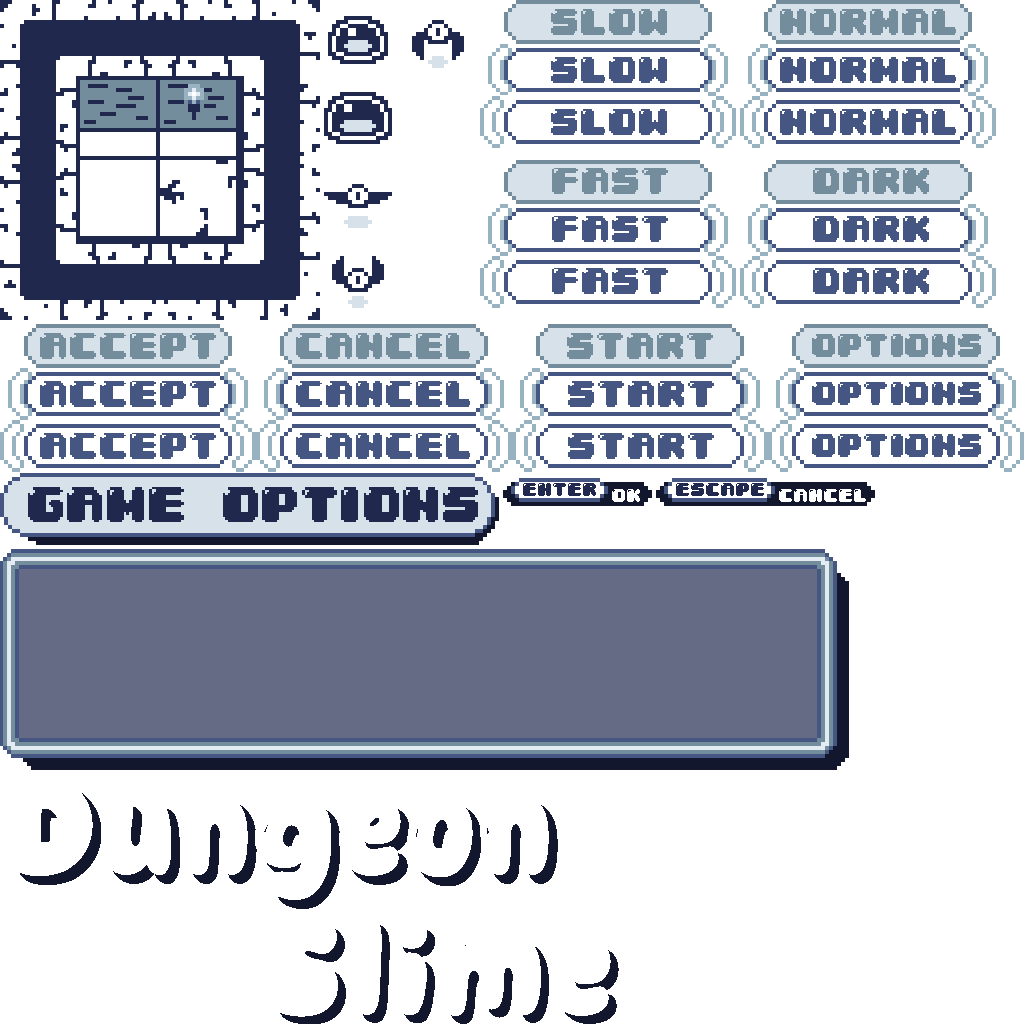 SLOW NORMAL
SLOW NORMAL
SLOW NORMAL
FAST DARK
FAST DARK
FAST DARK
ACCEPT CANCEL START OPTIONS
ACCEPT CANCEL START OPTIONS
ACCEPT CANCEL START OPTIONS
GAME OPTIONS ENTER OK ESCAPE CANCEL
Dungeon
Slime